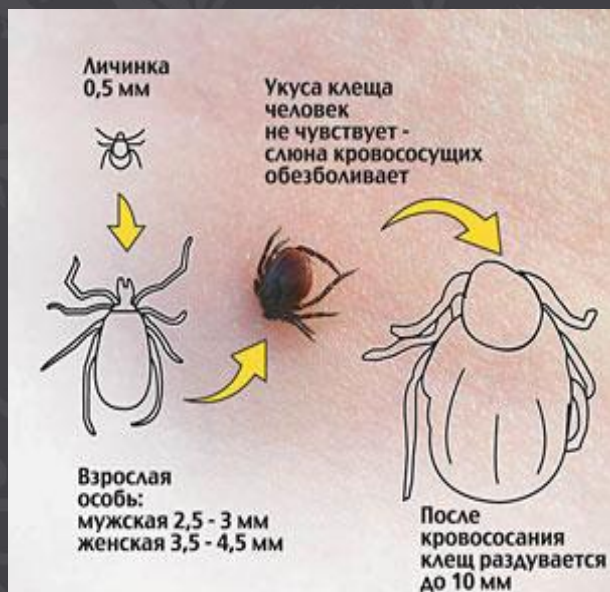 Личинка
0,5 мм
Укуса клеща
человек
не чувствует -
слюна кровососущих
обезболивает
Взрослая
особь:
мужская 2,5 - 3 мм
женская 3,5 - 4,5 мм
После
кровососания
клещ раздувается
до 10 мм